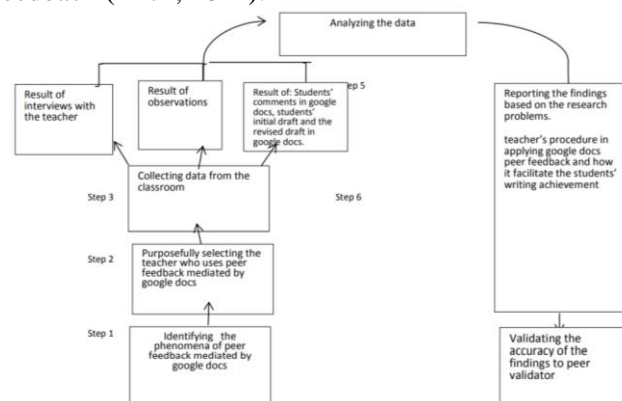 Analyzing the data
Result of
interviews with
the teacher
Result of
observations
Result of: Students'
comments in google
docs, students'
initial draft and the
revised draft in
google docs.
ep 5
Reporting the findings
based on the research
problems.
teacher's procedure in
applying google docs
peer feedback and how
it facilitate the students'
writing achievement
Collecting data from the
classroom
Step 3
Step 6
Step 2
Purposefully selecting the
teacher who uses peer
feedback mediated by
google docs
Step 1
Identifying the
phenomena of peer
feedback mediated by
google docs
Validating the
accuracy of the
findings to peer
validator